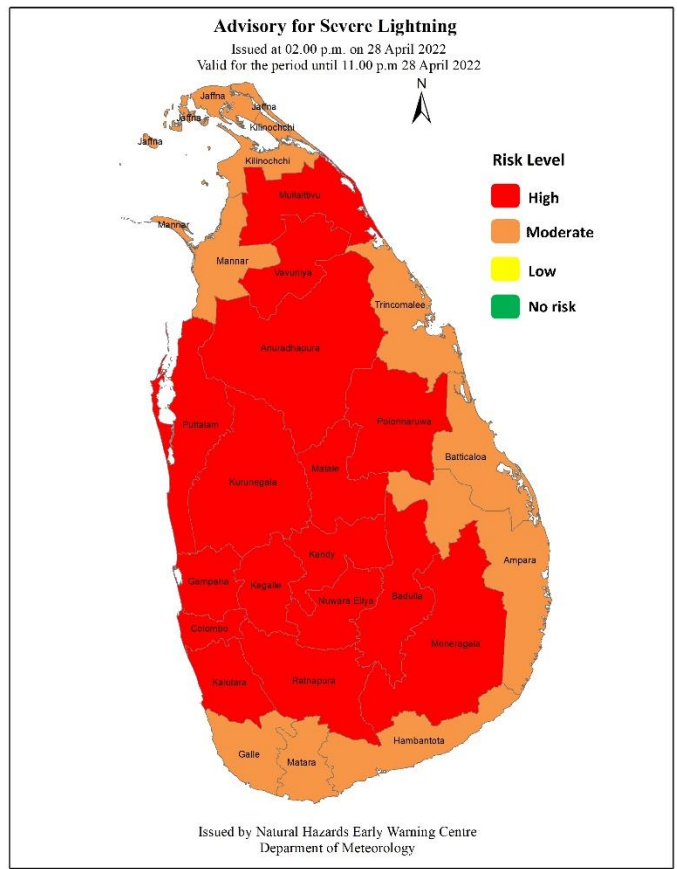 Advisory for Severe Lightning
Issued at 02.00 p.m. on 28 April 2022
Valid for the period until 11.00 p.m 28 April 2022
N
Jaffna
Jaffna
Jaffna
Kilinochchi
Jaffna
Kilinochchi
Risk Level
High
Moderate
Low
No risk
Mullaittivu
Mannar
Mannar
Vavuniya
Trincomalee
Anuradhapura
Puttalam
Polonnaruwa
Batticaloa
Matale
Kurunegala
Kandy
Ampara
Gampaha
Kegalle
Nuwara Eliya
Badulla
Colombo
Moneragala
Kalutara
Ratnapura
Hambantota
Galle
Matara
Issued by Natural Hazards Early Warning Centre
Deparment of Meteorology